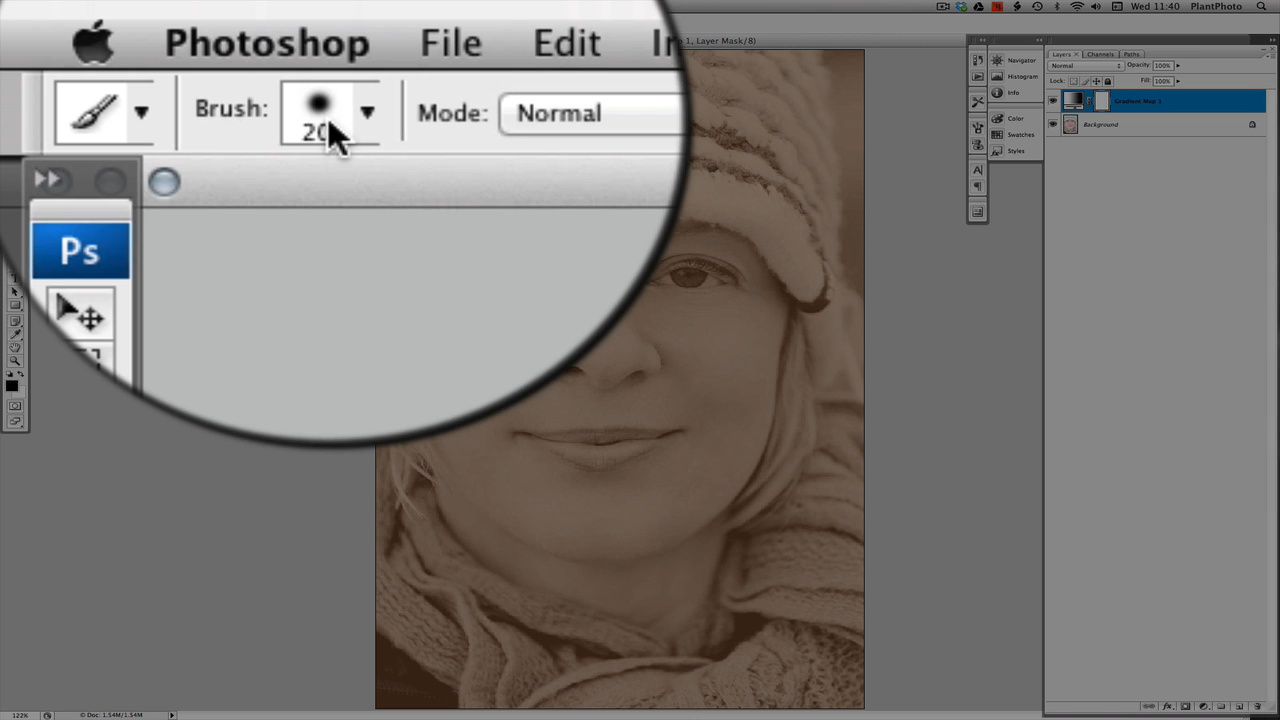 Photoshop File Edit Im
Wed 11:40 PlantPhoto
1, Layer Mask/8)
Brush: 20 Mode: Normal
Ps
Navigator
Histogram
Info
Color
Swatches
Styles
Layers Channels Paths
Normal Opacity: 100%
Lock: Fill: 100%
Gradient Map 1
Background
122% Doc: 1.54M/1.54M